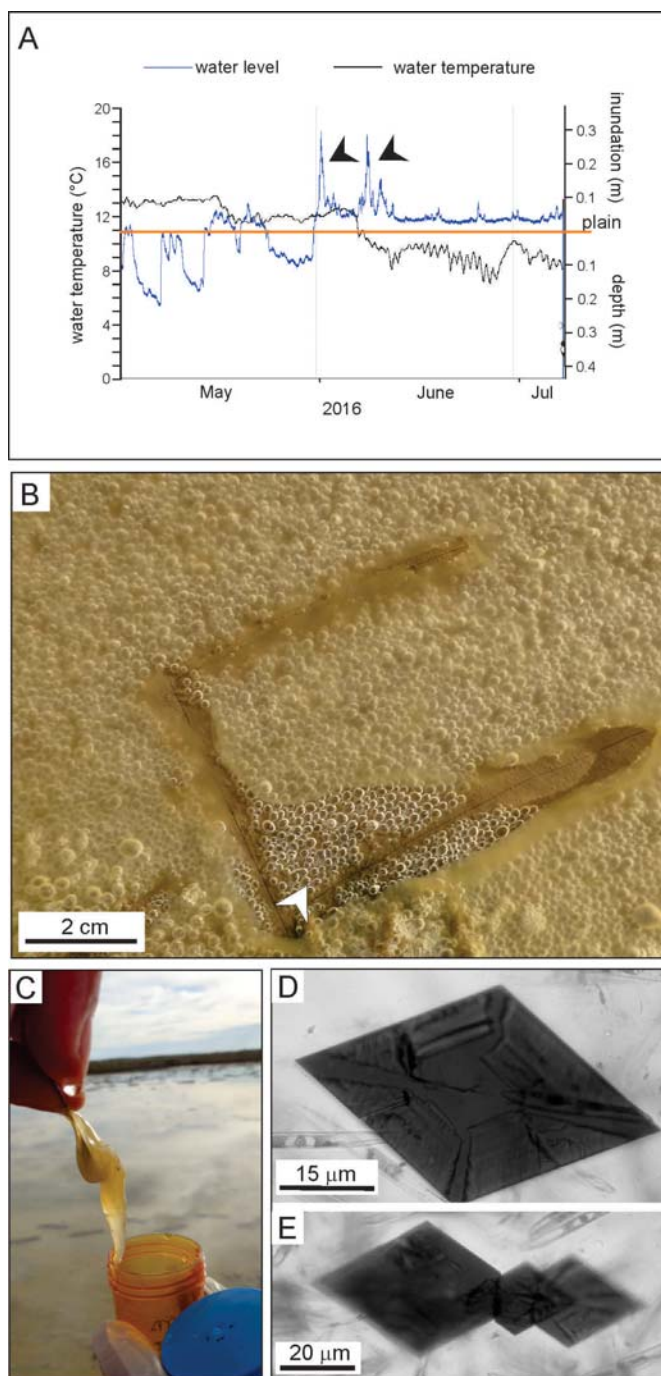 A
water level
water temperature
20
16
12
8
4
0
water temperature (°C)
0.3
0.2
0.1
plain
0.1
0.2
0.3
0.4
inundation (m)
depth (m)
May
June
Jul
2016
B
2 cm
C
D
15 µm
E
20 µm